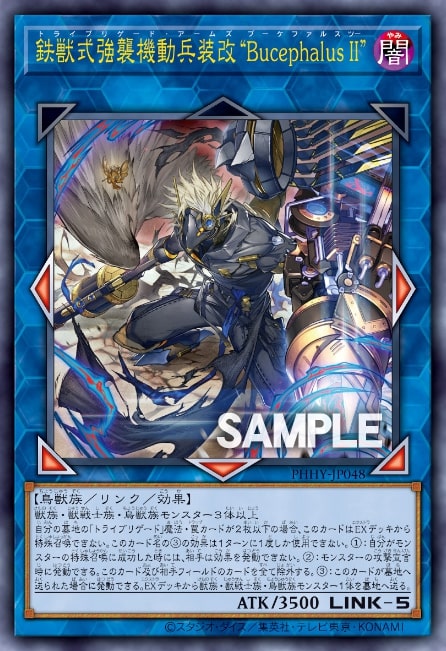 トライブリゲード・アームズ ブーケファルスツー
鉄獣式強襲機動兵装改“Bucephalus II”
やみ
闇
SAMPLE
PHHY-JP048
【鳥獣族/リンク/効果】
獣族・獣戦士族・鳥獣族モンスター3体以上
自分の墓地の「トライブリゲード」魔法・罠カードが2枚以下の場合、このカードはEXデッキから
特殊召喚できない。このカード名の③の効果は1ターンに1度しか使用できない。①:自分がモ
ンスターの特殊召喚に成功した時には、相手は効果を発動できない。②:モンスターの攻撃宣言
時に発動できる。このカード及び相手フィールドのカードを全て除外する。③:このカードが墓地へ
送られた場合に発動できる。EXデッキから獣族・獣戦士族・鳥獣族モンスター1体を墓地へ送る。
ATK/3500 LINK-5
©スタジオ・ダイス/集英社・テレビ東京・KONAMI